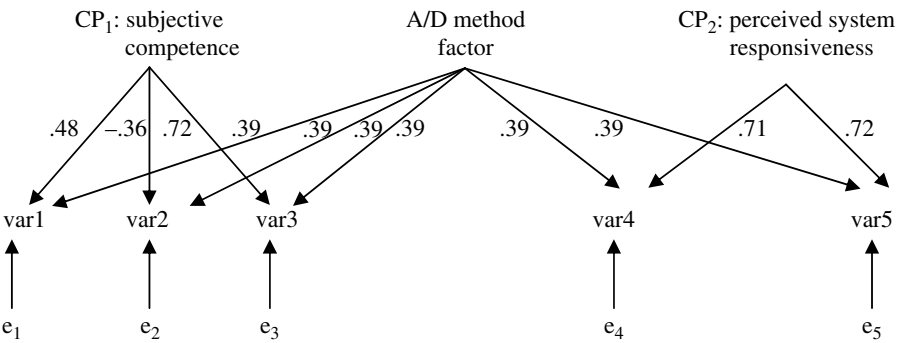 CP₁: subjective
competence
A/D method
factor
CP₂: perceived system
responsiveness
.48
–.36
.72
.39
.39
.39
.39
.39
.39
.71
.72
var1
var2
var3
var4
var5
e₁
e₂
e₃
e₄
e₅